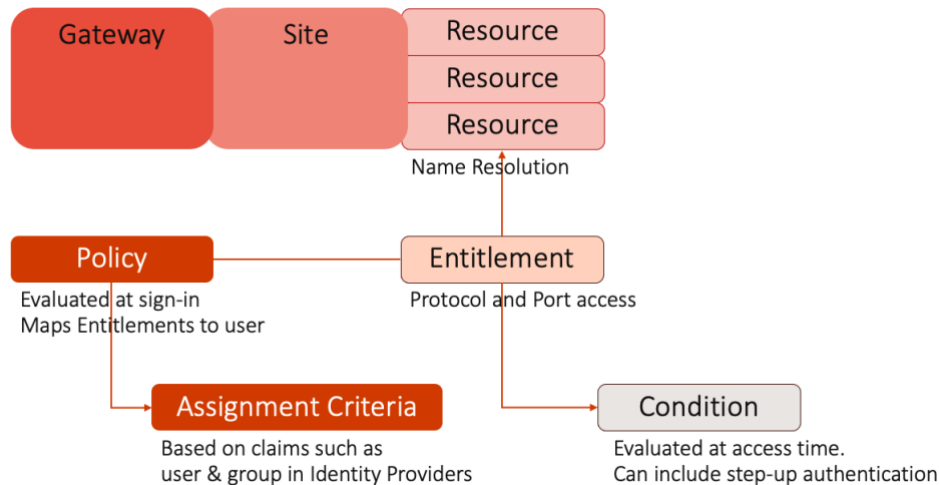 Gateway
Site
Resource
Resource
Resource
Name Resolution
Policy
Entitlement
Evaluated at sign-in
Maps Entitlements to user
Protocol and Port access
Assignment Criteria
Condition
Based on claims such as
user & group in Identity Providers
Evaluated at access time.
Can include step-up authentication